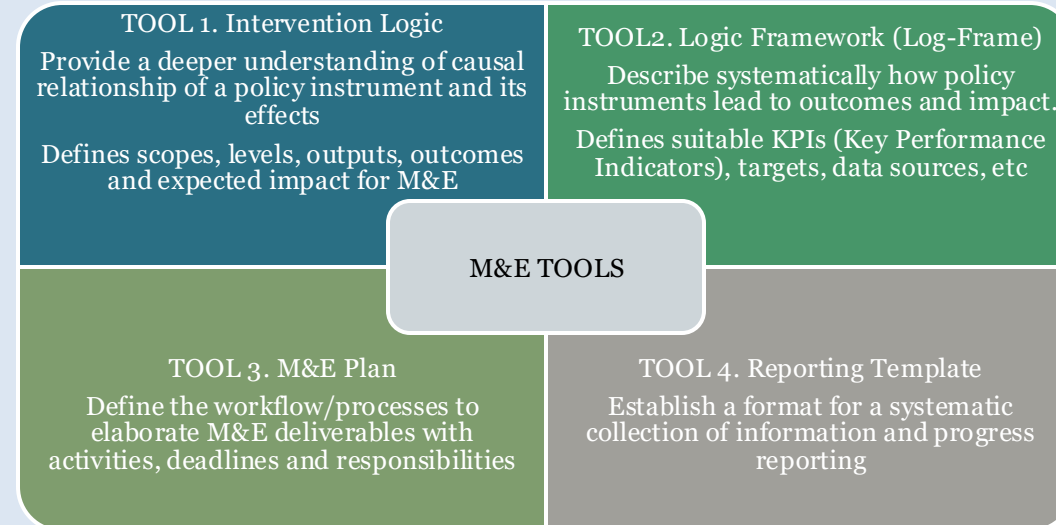 TOOL 1. Intervention Logic
Provide a deeper understanding of causal
relationship of a policy instrument and its
effects
Defines scopes, levels, outputs, outcomes
and expected impact for M&E
TOOL2. Logic Framework (Log-Frame)
Describe systematically how policy
instruments lead to outcomes and impact.
Defines suitable KPIs (Key Performance
Indicators), targets, data sources, etc
M&E TOOLS
TOOL 3. M&E Plan
Define the workflow/processes to
elaborate M&E deliverables with
activities, deadlines and responsibilities
TOOL 4. Reporting Template
Establish a format for a systematic
collection of information and progress
reporting